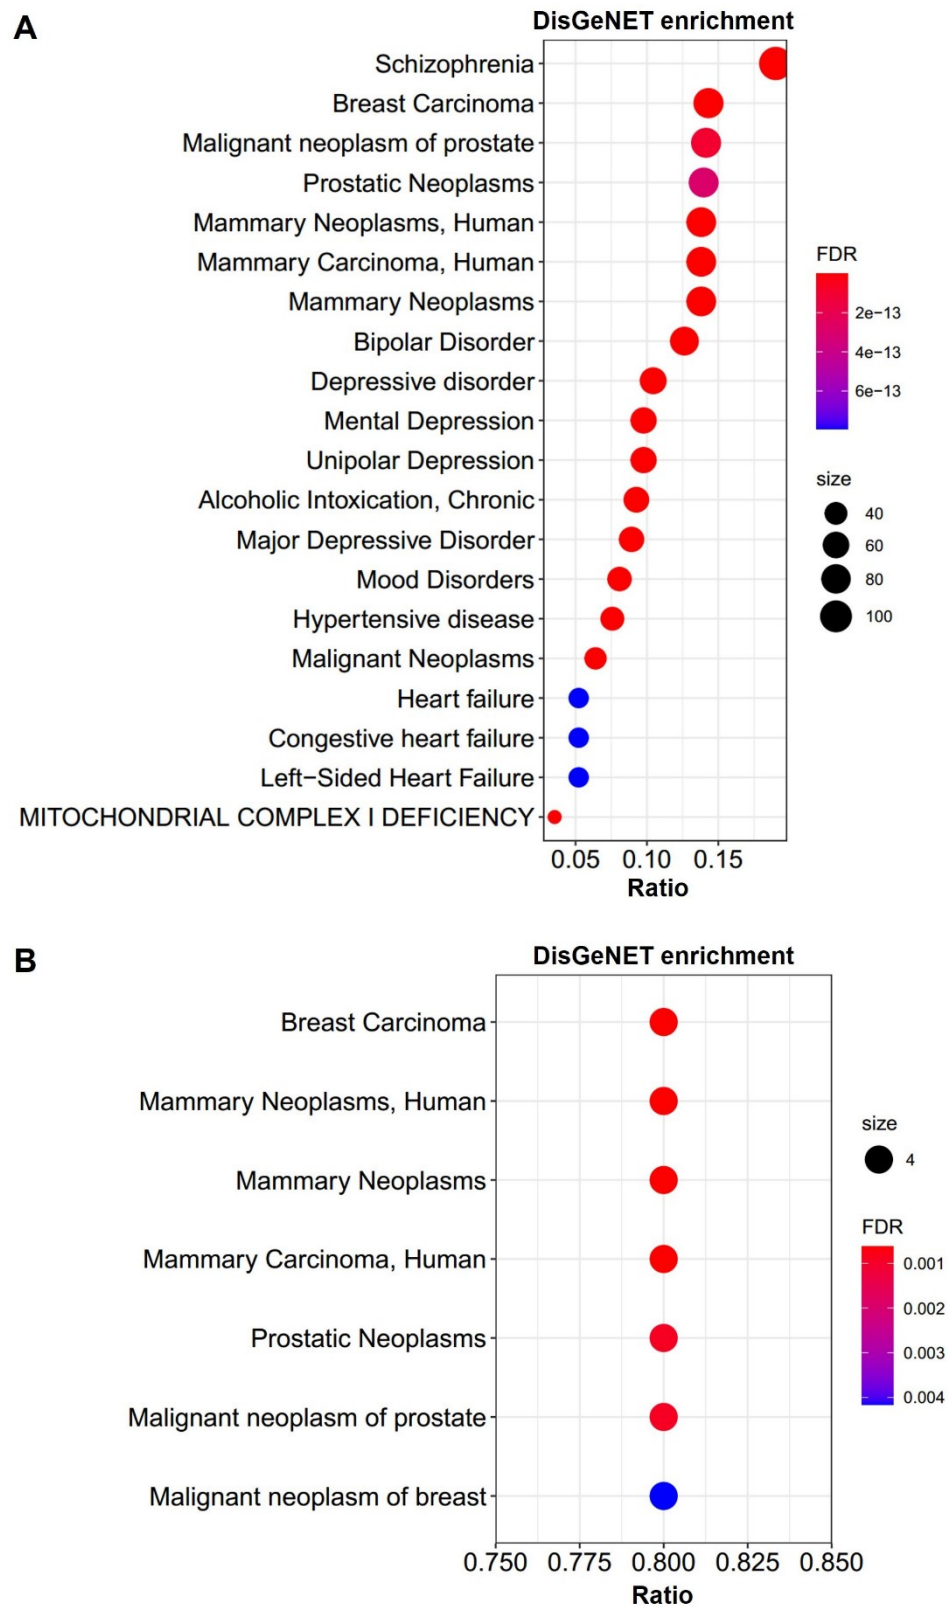 A
DisGeNET enrichment
Schizophrenia
Breast Carcinoma
Malignant neoplasm of prostate
Prostatic Neoplasms
Mammary Neoplasms, Human
Mammary Carcinoma, Human
Mammary Neoplasms
Bipolar Disorder
Depressive disorder
Mental Depression
Unipolar Depression
Alcoholic Intoxication, Chronic
Major Depressive Disorder
Mood Disorders
Hypertensive disease
Malignant Neoplasms
Heart failure
Congestive heart failure
Left−Sided Heart Failure
MITOCHONDRIAL COMPLEX I DEFICIENCY
0.05 0.10 0.15
Ratio
FDR
2e−13
4e−13
6e−13
size
40
60
80
100
B
DisGeNET enrichment
Breast Carcinoma
Mammary Neoplasms, Human
Mammary Neoplasms
Mammary Carcinoma, Human
Prostatic Neoplasms
Malignant neoplasm of prostate
Malignant neoplasm of breast
0.750 0.775 0.800 0.825 0.850
Ratio
size
4
FDR
0.001
0.002
0.003
0.004